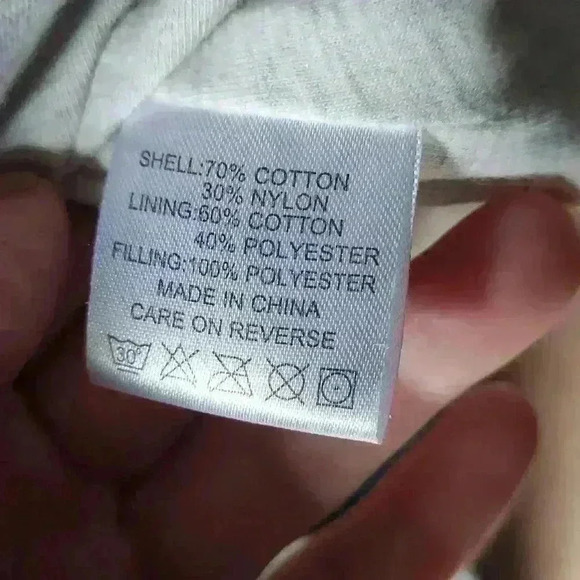 SHELL:70% COTTON
30% NYLON
LINING:60% COTTON
40% POLYESTER
FILLING:100% POLYESTER
MADE IN CHINA
CARE ON REVERSE
30°